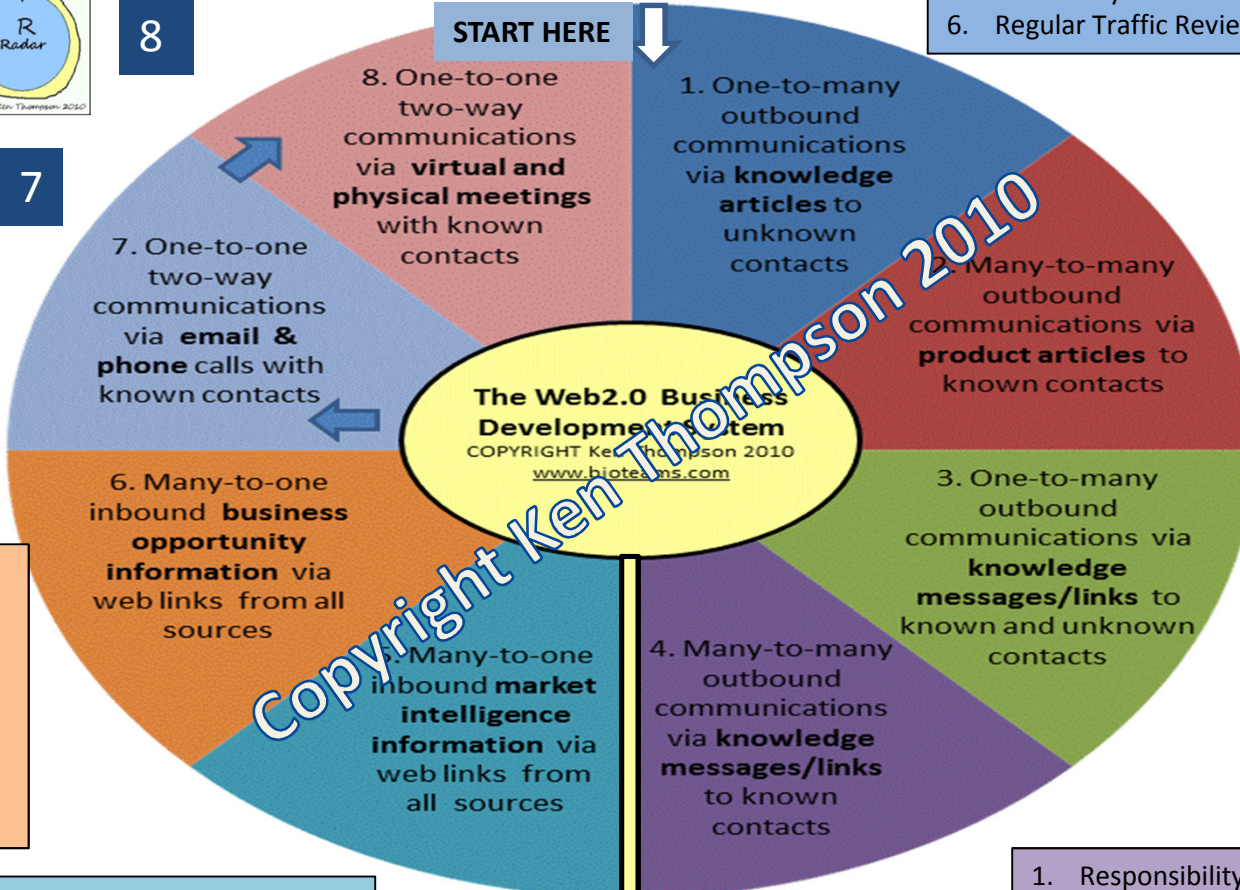 R
Radar
Ken Thompson 2010
8
7
START HERE
6. Regular Traffic Revie
8. One-to-one
two-way
communications
via virtual and
physical meetings
with known
contacts
1. One-to-many
outbound
communications
via knowledge
articles to
unknown
contacts
2. Many-to-many
outbound
communications via
product articles to
known contacts
7. One-to-one
two-way
communications
via email &
phone calls with
known contacts
The Web2.0 Business
Development System
COPYRIGHT Ken Thompson 2010
www.bioteams.com
3. One-to-many
outbound
communications via
knowledge
messages/links to
known and unknown
contacts
6. Many-to-one
inbound business
opportunity
information via
web links from all
sources
5. Many-to-one
inbound market
intelligence
information via
web links from
all sources
4. Many-to-many
outbound
communications
via knowledge
messages/links
to known
contacts
Copyright Ken Thompson 2010
1. Responsibility